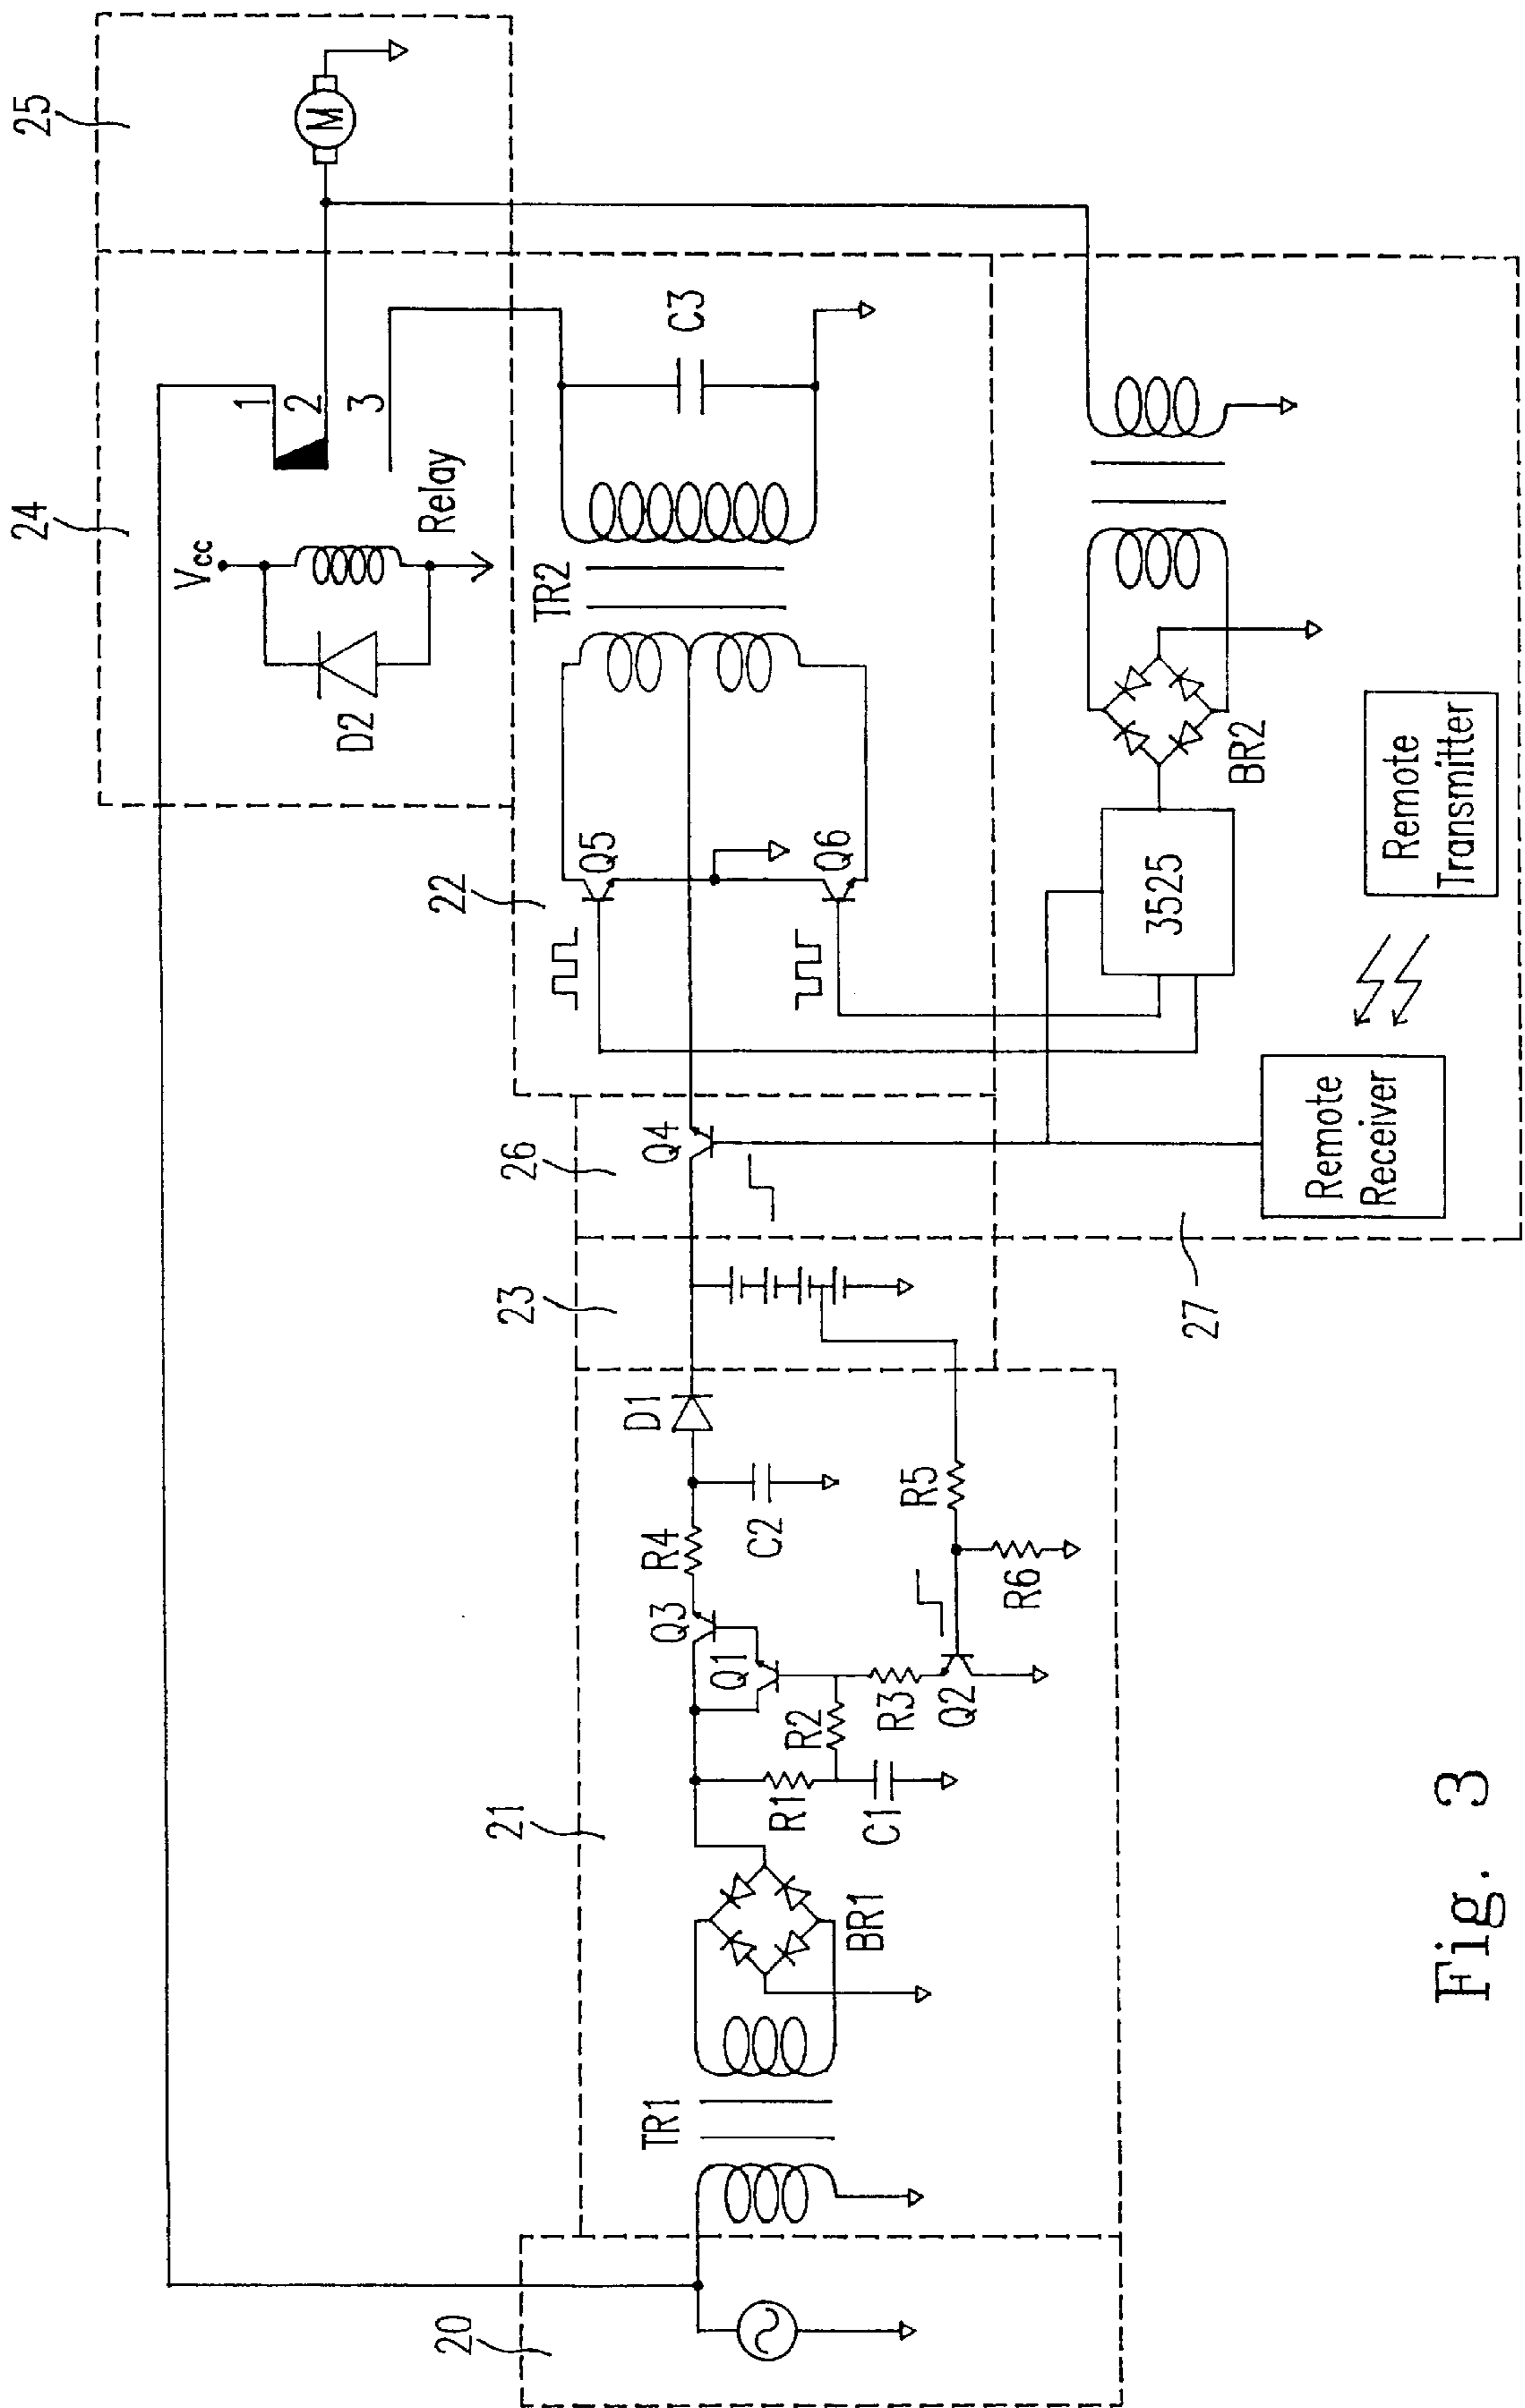 25
24
M
1
2
3
Vcc
Relay
D2
C3
TR2
22
Q5
Q6
3525
BR2
Remote
Transmitter
26
Q4
Remote
Receiver
27
23
21
D1
C2
R4
Q3
Q1
R5
R6
R2
R3
Q2
R1
C1
BR1
TR1
20
Fig. 3